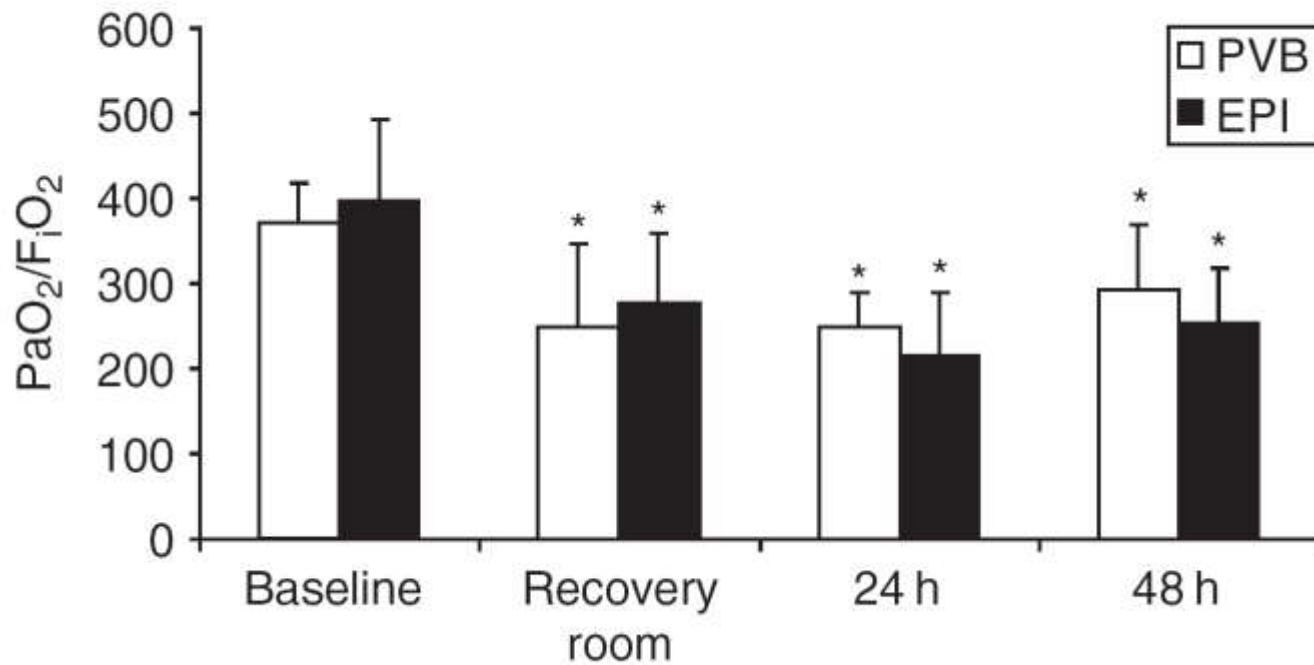 600
500
400
300
200
100
0
PaO₂/FᵢO₂
PVB
EPI
* * * * * *
Baseline Recovery room 24 h 48 h